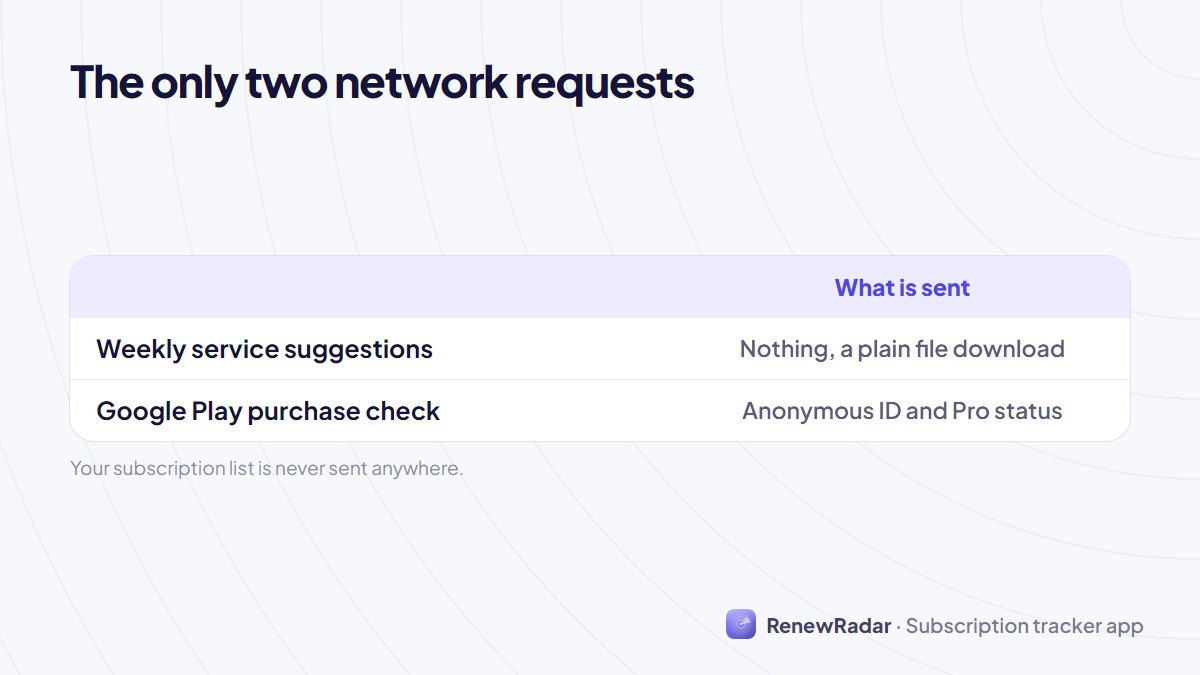 The only two network requests
What is sent
Weekly service suggestions Nothing, a plain file download
Google Play purchase check Anonymous ID and Pro status
Your subscription list is never sent anywhere.
RenewRadar · Subscription tracker app